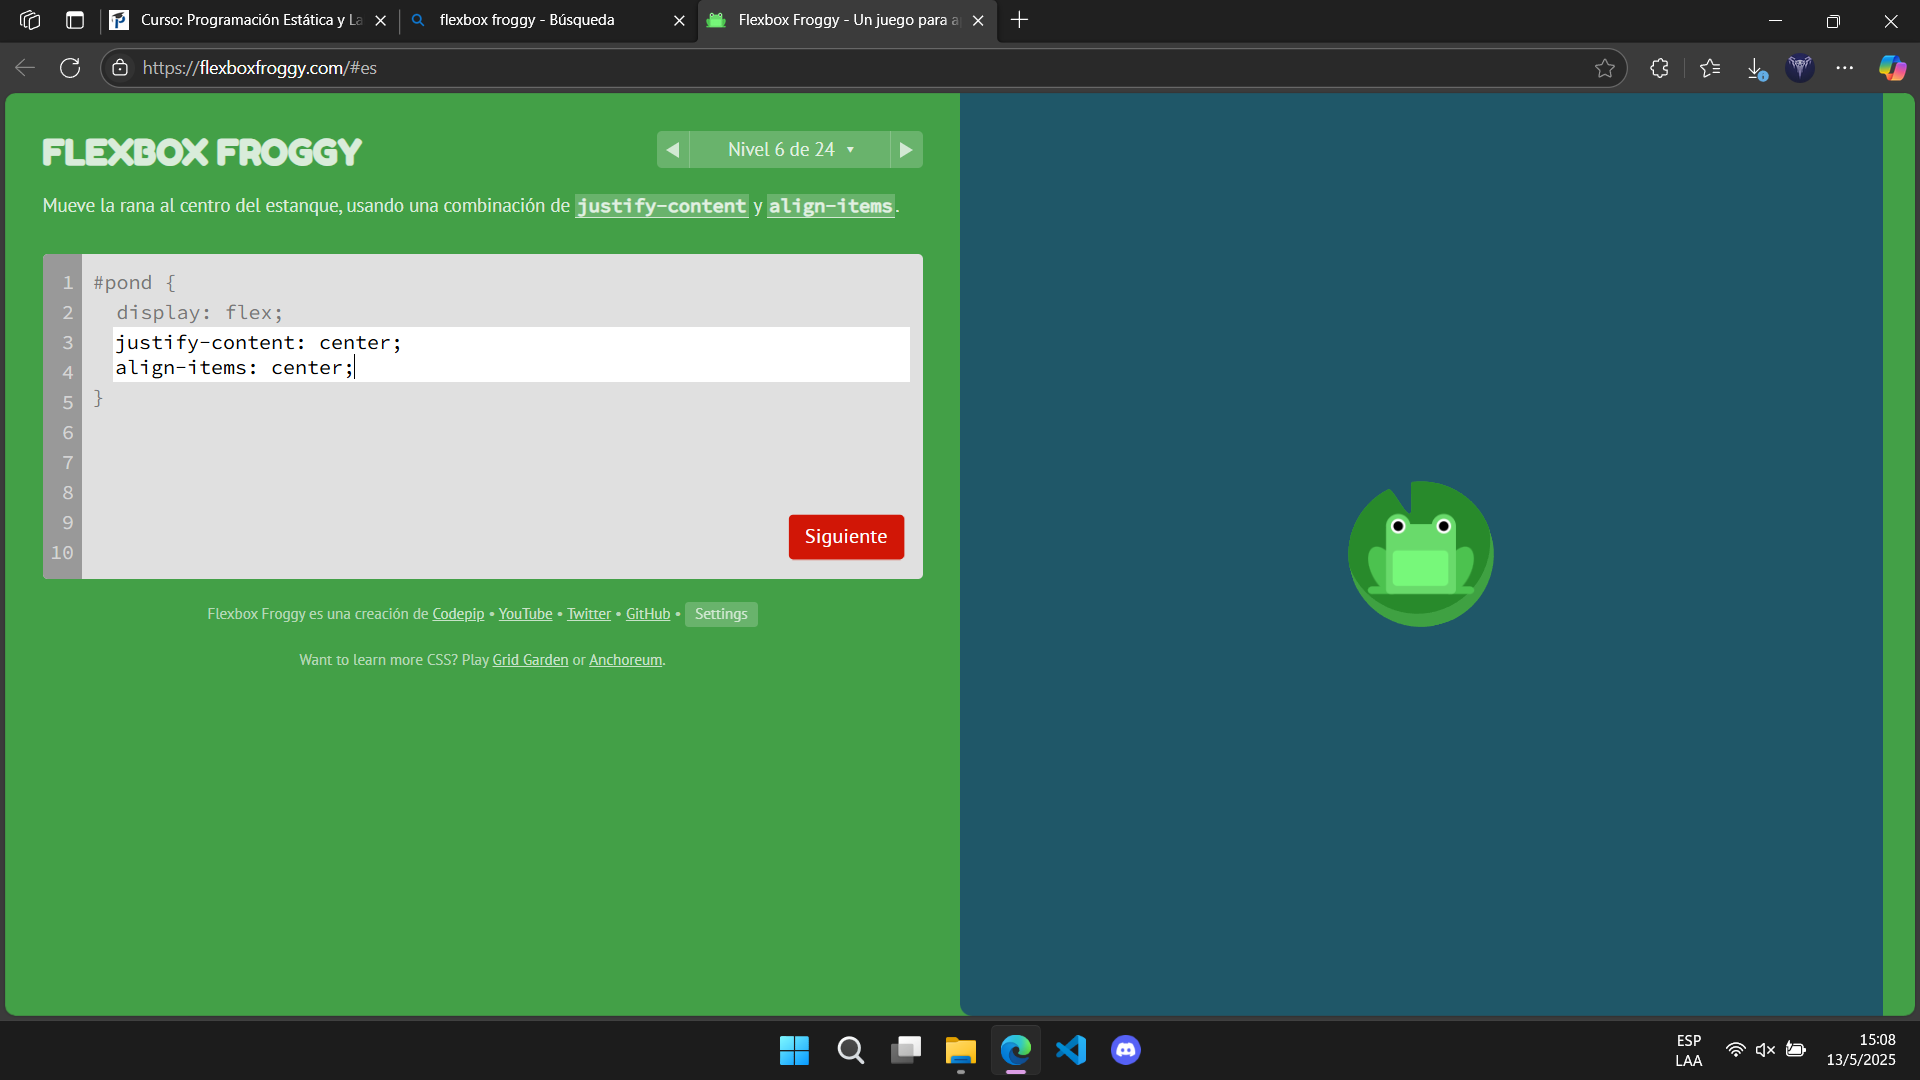 Curso: Programación Estática y La
flexbox froggy - Búsqueda
Flexbox Froggy - Un juego para a
https://flexboxfroggy.com/#es
FLEXBOX FROGGY
Nivel 6 de 24
Mueve la rana al centro del estanque, usando una combinación de justify-content y align-items.
1 #pond {
2 display: flex;
3 justify-content: center;
4 align-items: center;
5 }
6
7
8
9
10
Siguiente
Flexbox Froggy es una creación de Codepip • YouTube • Twitter • GitHub • Settings
Want to learn more CSS? Play Grid Garden or Anchoreum.
ESP
LAA
15:08
13/5/2025